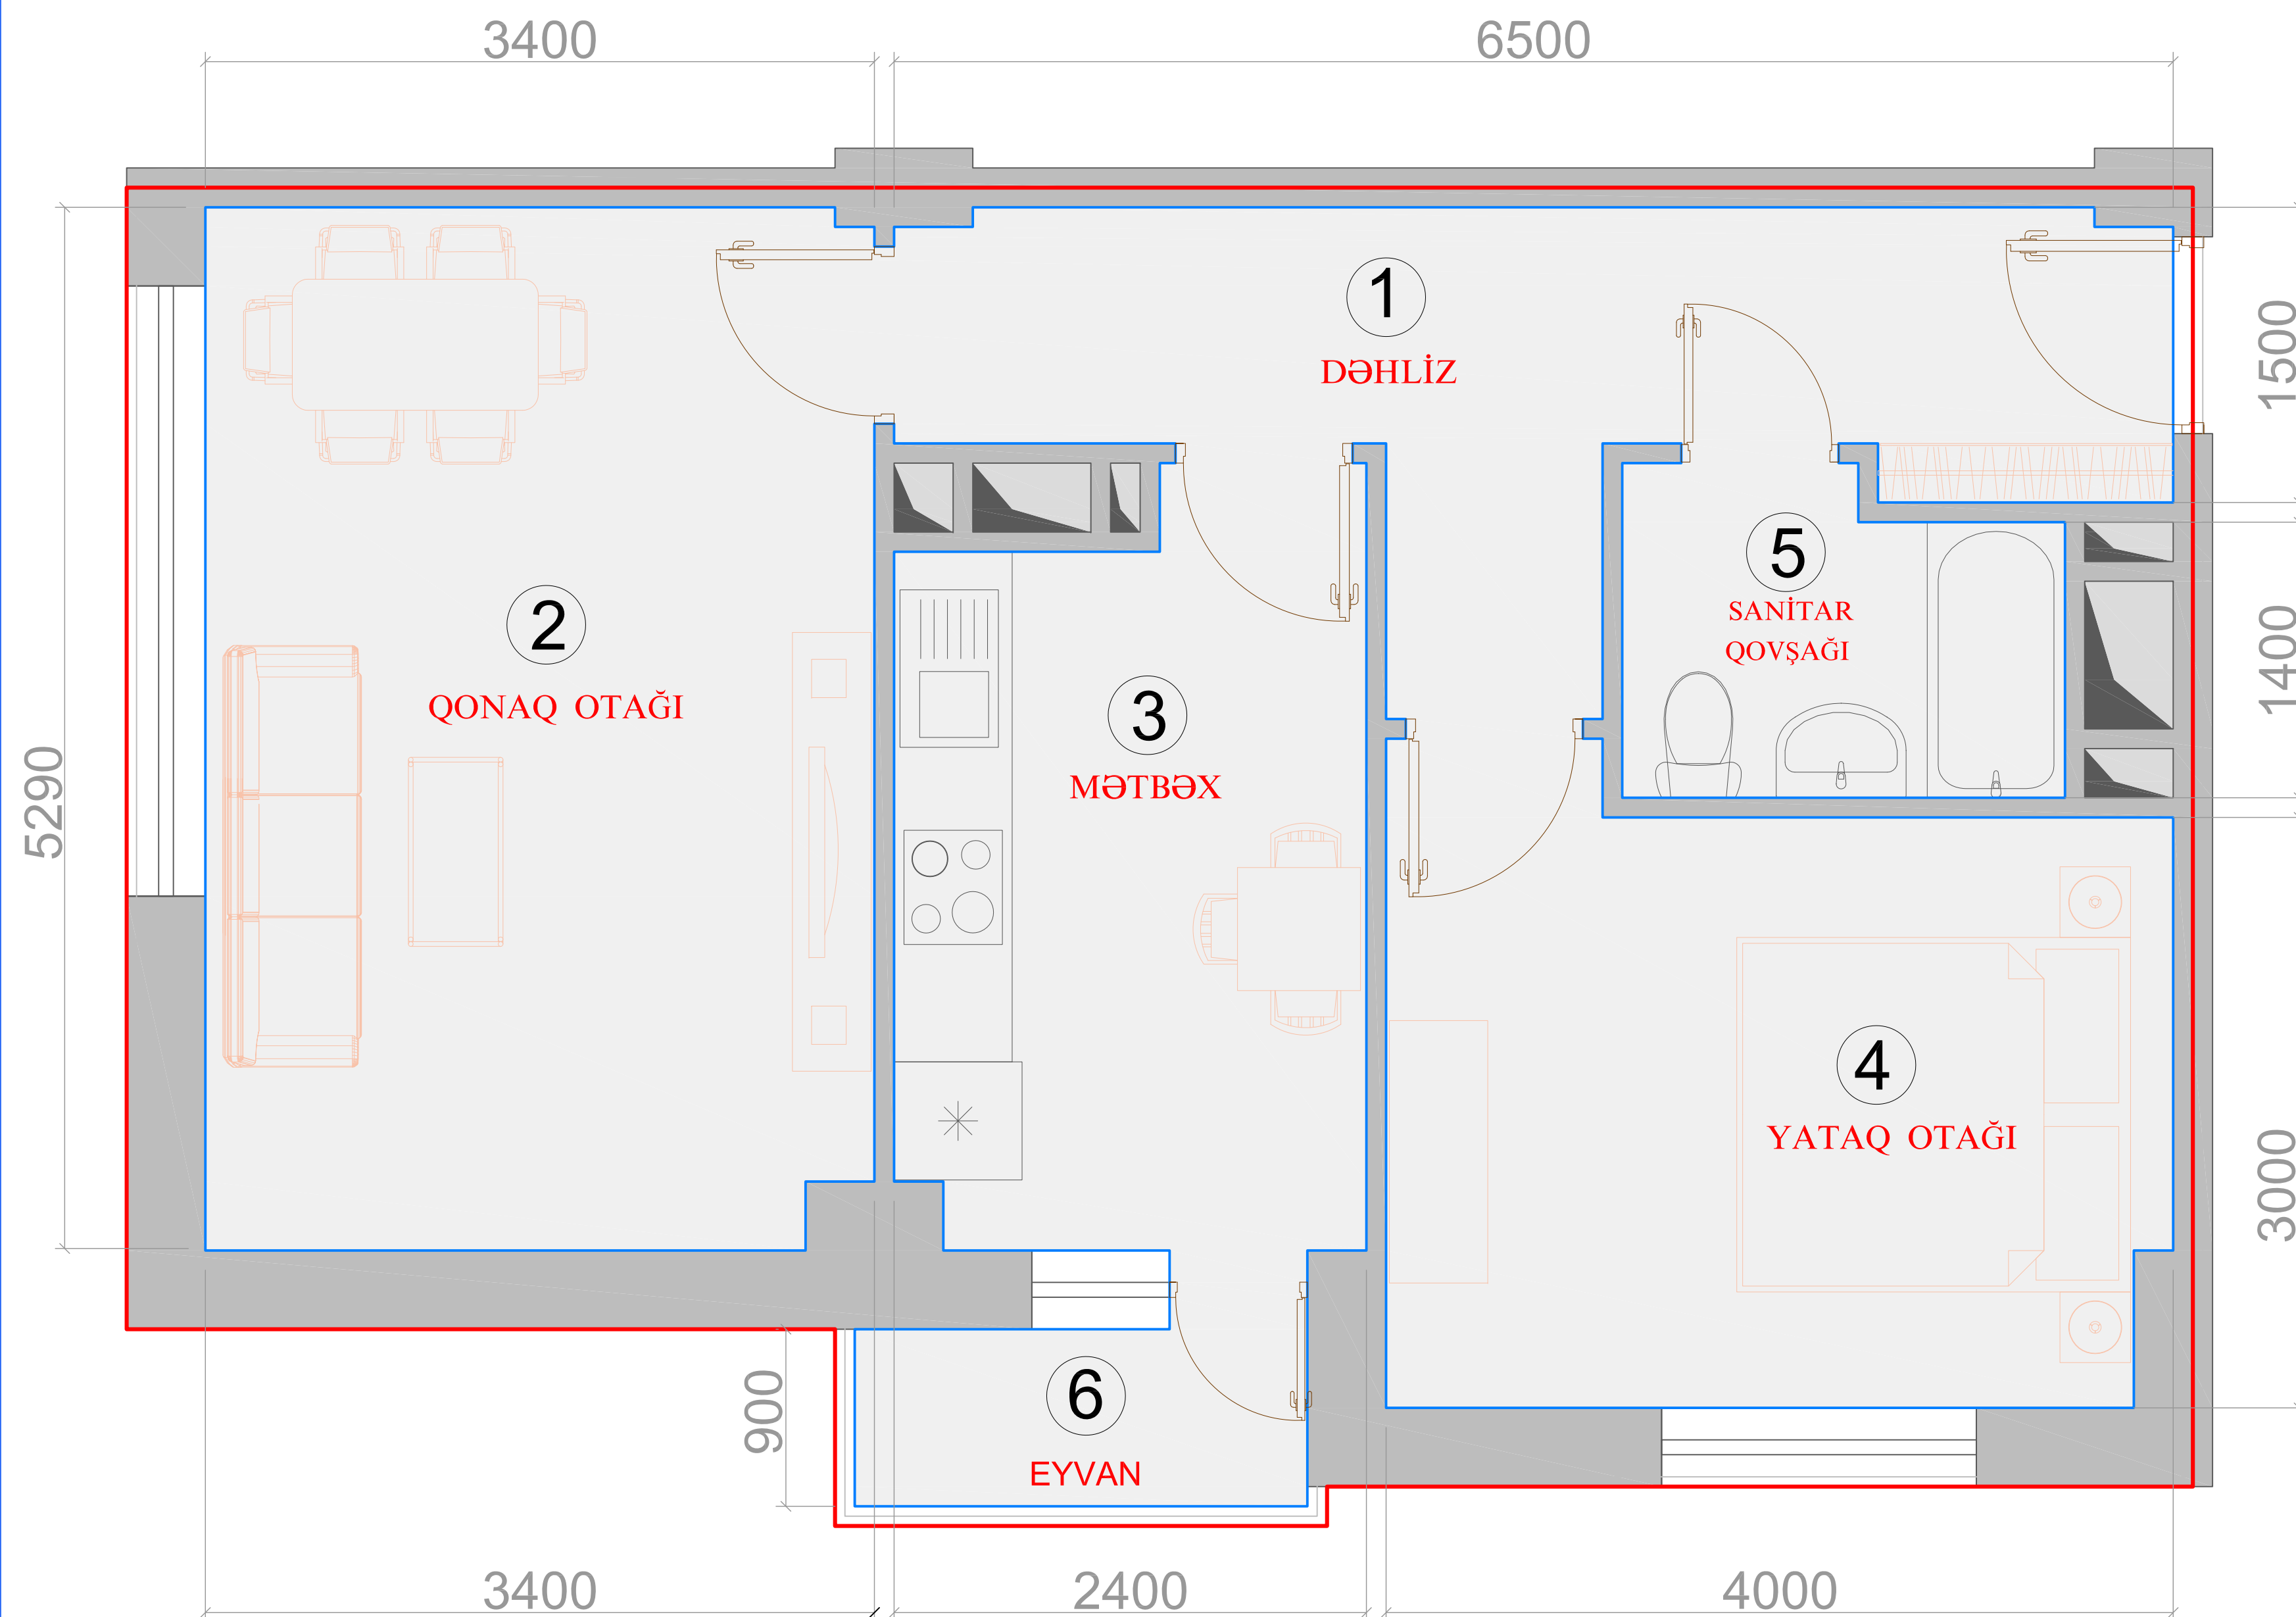 3400
6500
1
DƏHLİZ
1500
2
QONAQ OTAĞI
3
MƏTBƏX
5
SANİTAR
QOVŞAĞI
1400
5290
4
YATAQ OTAĞI
3000
6
EYVAN
900
3400
2400
4000